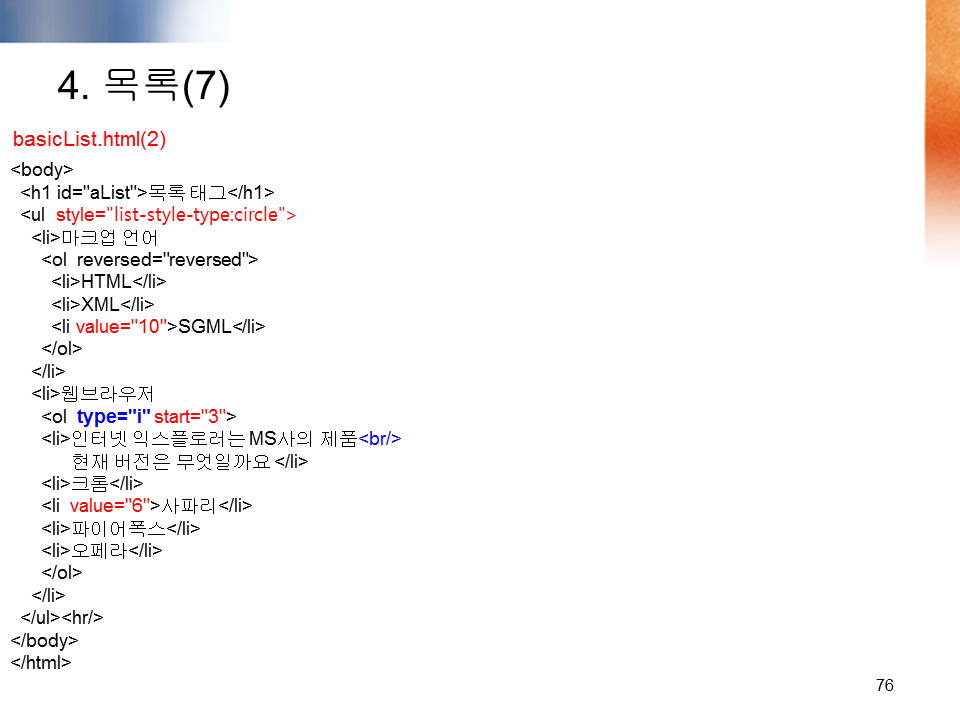 4. 목록(7)
basicList.html(2)
<body>
<h1 id="aList">목록 태그</h1>
<ul style="list-style-type:circle">
<li>마크업 언어
<ol reversed="reversed">
<li>HTML</li>
<li>XML</li>
<li value="10">SGML</li>
</ol>
</li>
<li>웹브라우저
<ol type="i" start="3">
<li>인터넷 익스플로러는 MS사의 제품<br/>
현재 버전은 무엇일까요 </li>
<li>크롬</li>
<li value="6">사파리</li>
<li>파이어폭스</li>
<li>오페라</li>
</ol>
</li>
</ul><hr/>
</body>
</html>
76